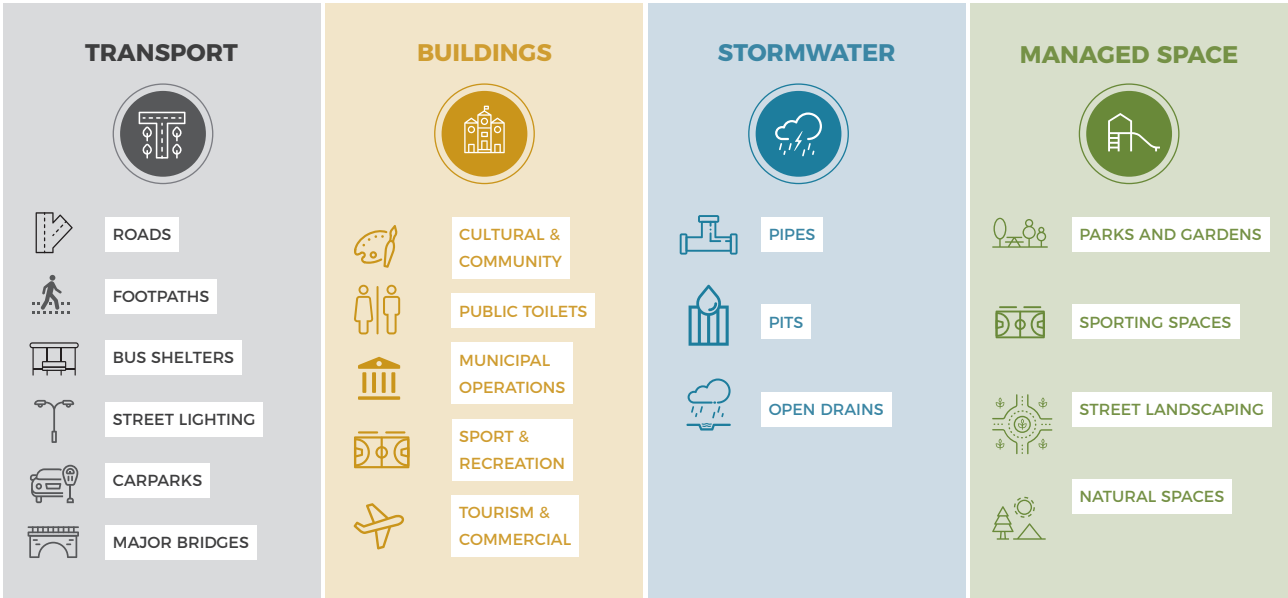 TRANSPORT
ROADS
FOOTPATHS
BUS SHELTERS
STREET LIGHTING
CARPARKS
MAJOR BRIDGES
BUILDINGS
CULTURAL &
COMMUNITY
PUBLIC TOILETS
MUNICIPAL
OPERATIONS
SPORT &
RECREATION
TOURISM &
COMMERCIAL
STORMWATER
PIPES
PITS
OPEN DRAINS
MANAGED SPACE
PARKS AND GARDENS
SPORTING SPACES
STREET LANDSCAPING
NATURAL SPACES